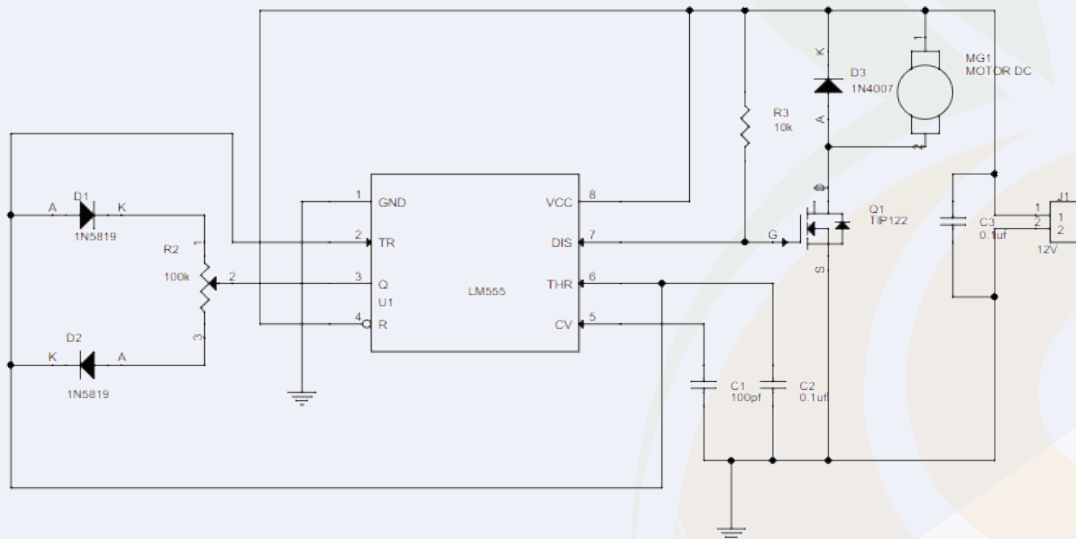 1
K
D3
1N4007
A
MG1
MOTOR DC
2
R3
10k
D1
A
K
1N5819
R2
1
100k
2
3
D2
K
A
1N5819
1
GND
VCC
8
2
TR
DIS
7
3
Q
U1
LM555
THR
6
4
R
CV
5
D
G
S
Q1
TIP122
C3
0.1uf
J1
1
1
2
2
12V
C1
100pf
C2
0.1uf